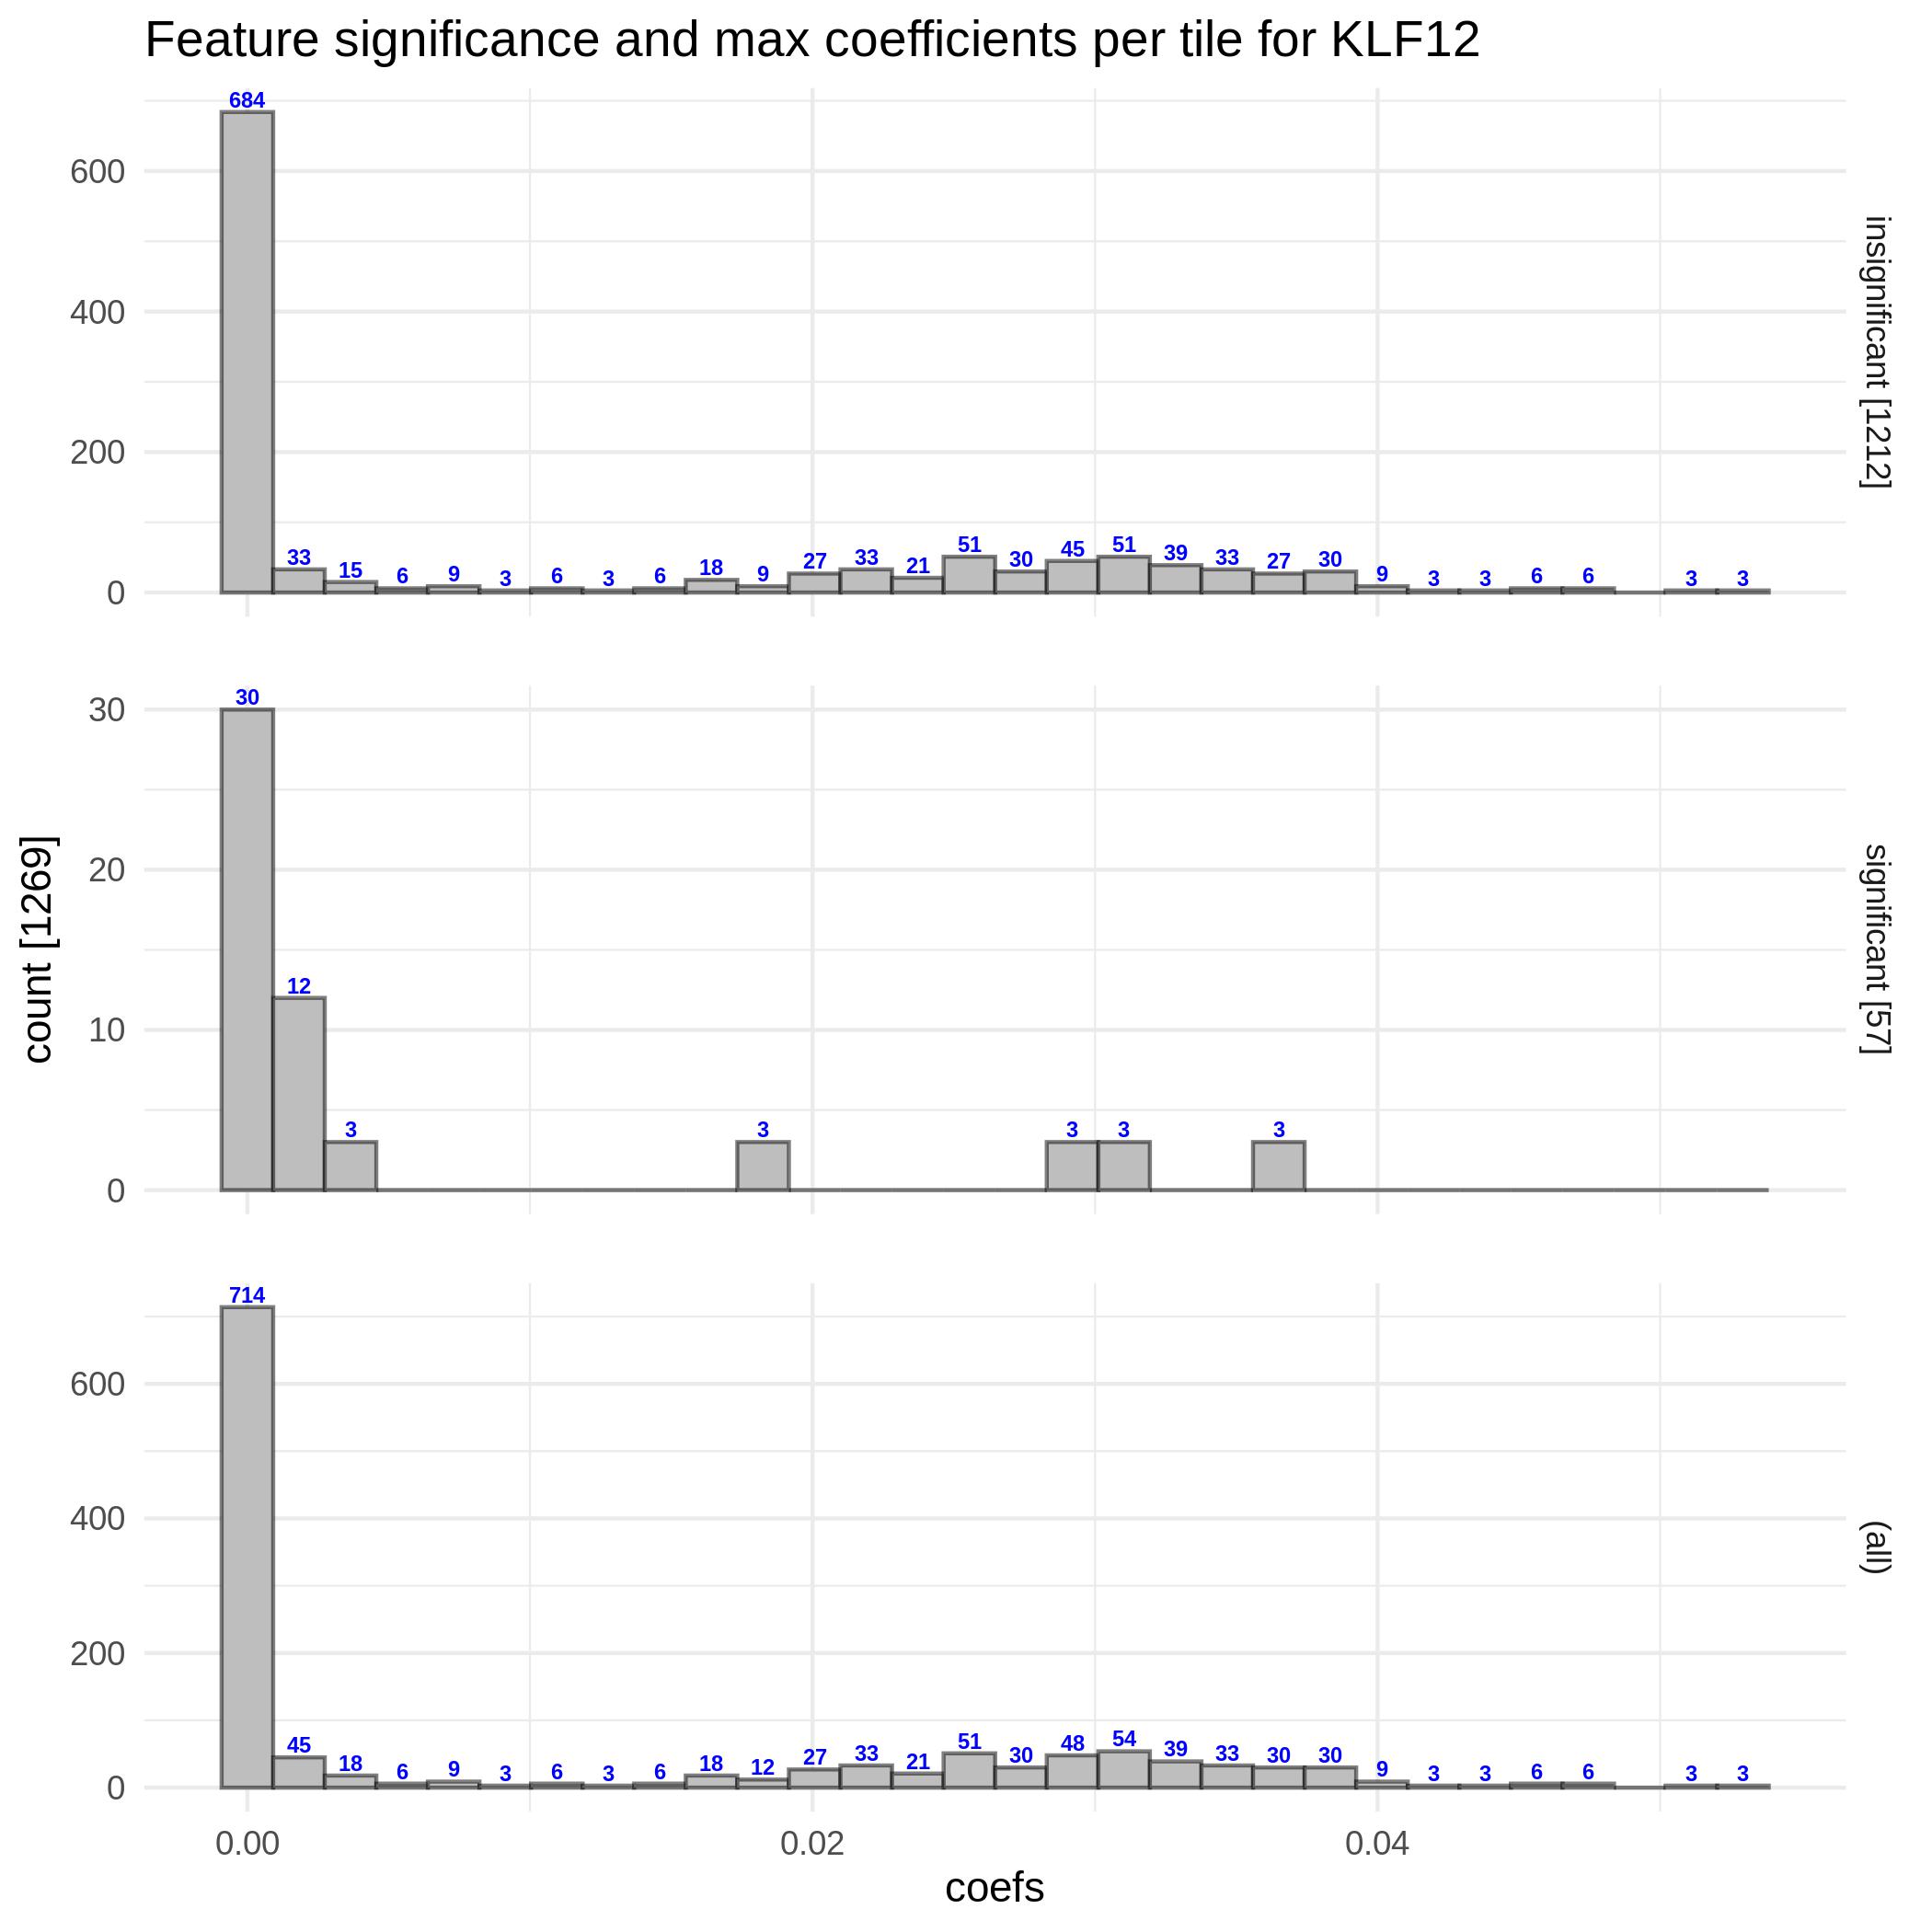 Feature significance and max coefficients per tile for KLF12
count [1269]
684
33 15 6 9 3 6 3 6 18 9 27 33 21 51 30 45 51 39 33 27 30 9 3 3 6 6 3 3
600
400
200
0
insignificant [1212]
30
12
3 3 3 3 3
30
20
10
0
significant [57]
714
45 18 6 9 3 6 3 6 18 12 27 33 21 51 30 48 54 39 33 30 30 9 3 3 6 6 3 3
600
400
200
0
(all)
0.00 0.02 0.04
coefs